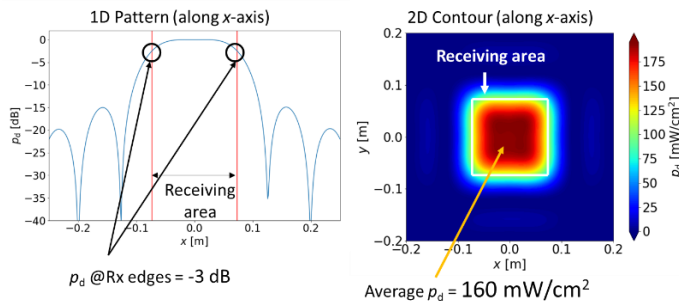 1D Pattern (along x-axis)
0
−5
−10
−15
−20
−25
−30
−35
−40
pd [dB]
−0.2
−0.1
0.0
0.1
0.2
x [m]
Receiving
area
pd @Rx edges = -3 dB
2D Contour (along x-axis)
Receiving area
0.2
0.1
0.0
−0.1
−0.2
y [m]
−0.2
−0.1
0.0
0.1
0.2
x [m]
175
150
125
100
75
50
25
0
pd [mW/cm²]
Average pd = 160 mW/cm²